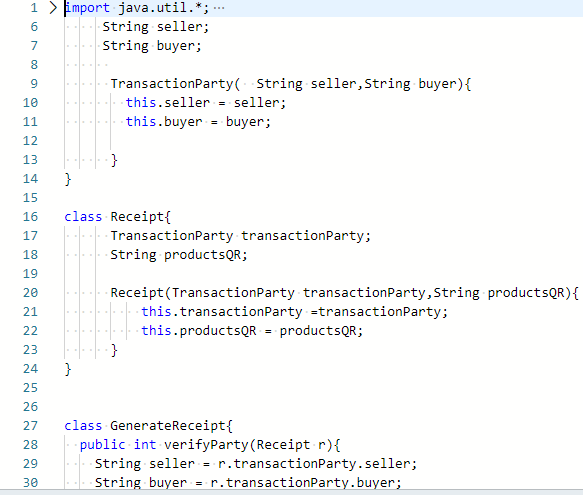 1 import java.util.*; ···
6 String seller;
7 String buyer;
8
9 TransactionParty(  String seller,String buyer){
10 this.seller = seller;
11 this.buyer = buyer;
12
13 }
14 }
15
16 class Receipt{
17 TransactionParty transactionParty;
18 String productsQR;
19
20 Receipt(TransactionParty transactionParty,String productsQR){
21 this.transactionParty =transactionParty;
22 this.productsQR = productsQR;
23 }
24 }
25
26
27 class GenerateReceipt{
28 public int verifyParty(Receipt r){
29 String seller = r.transactionParty.seller;
30 String buyer = r.transactionParty.buyer;